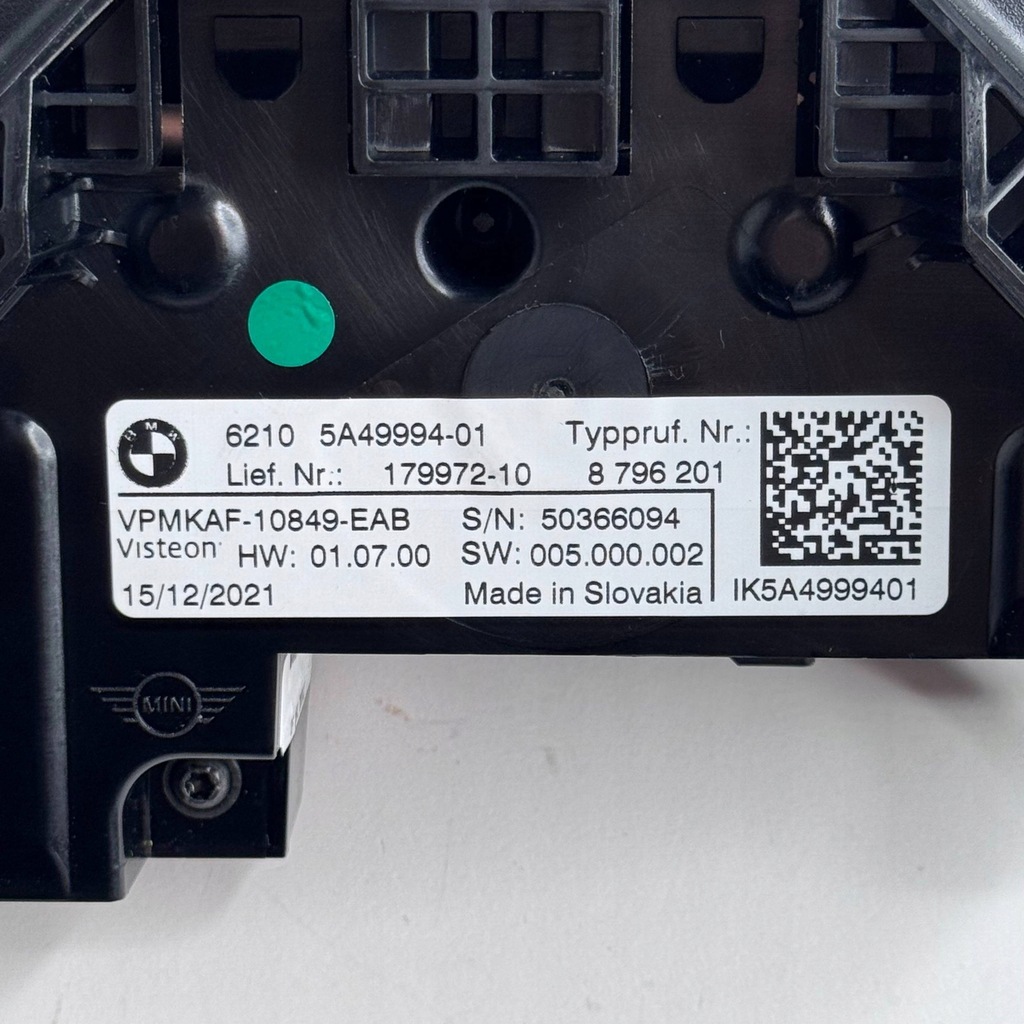 BMW
6210 5A49994-01 Typpruf. Nr.:
Lief. Nr.: 179972-10 8 796 201
VPMKAF-10849-EAB S/N: 50366094
Visteon HW: 01.07.00 SW: 005.000.002
15/12/2021 Made in Slovakia IK5A4999401
MINI